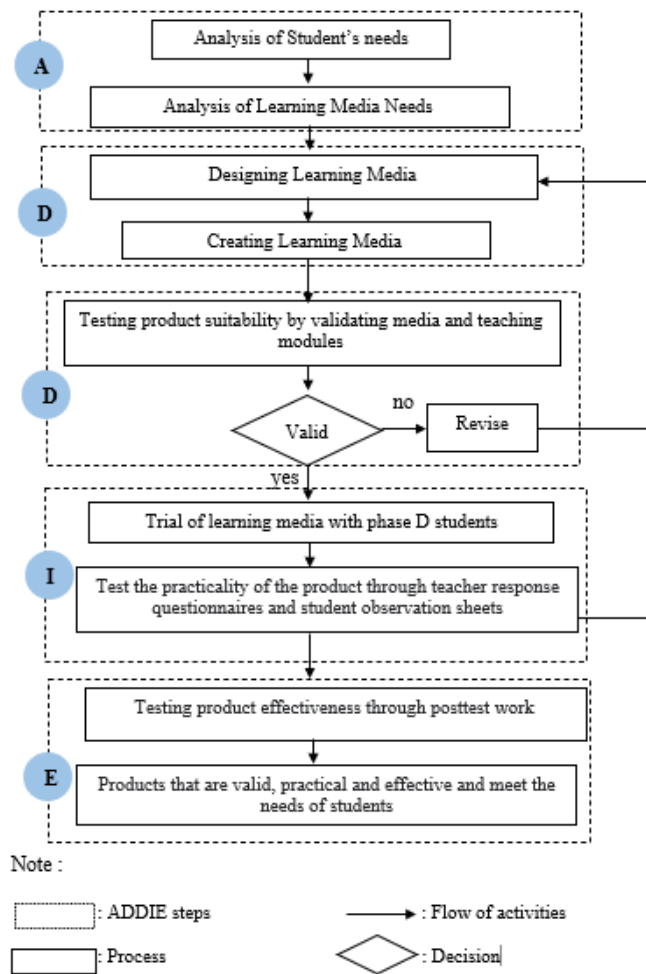 Analysis of Student’s needs
A
Analysis of Learning Media Needs
Designing Learning Media
D
Creating Learning Media
Testing product suitability by validating media and teaching
modules
D
Valid
no
Revise
yes
Trial of learning media with phase D students
I
Test the practicality of the product through teacher response
questionnaires and student observation sheets
Testing product effectiveness through posttest work
E
Products that are valid, practical and effective and meet the
needs of students
Note :
: ADDIE steps
: Flow of activities
: Process
: Decision